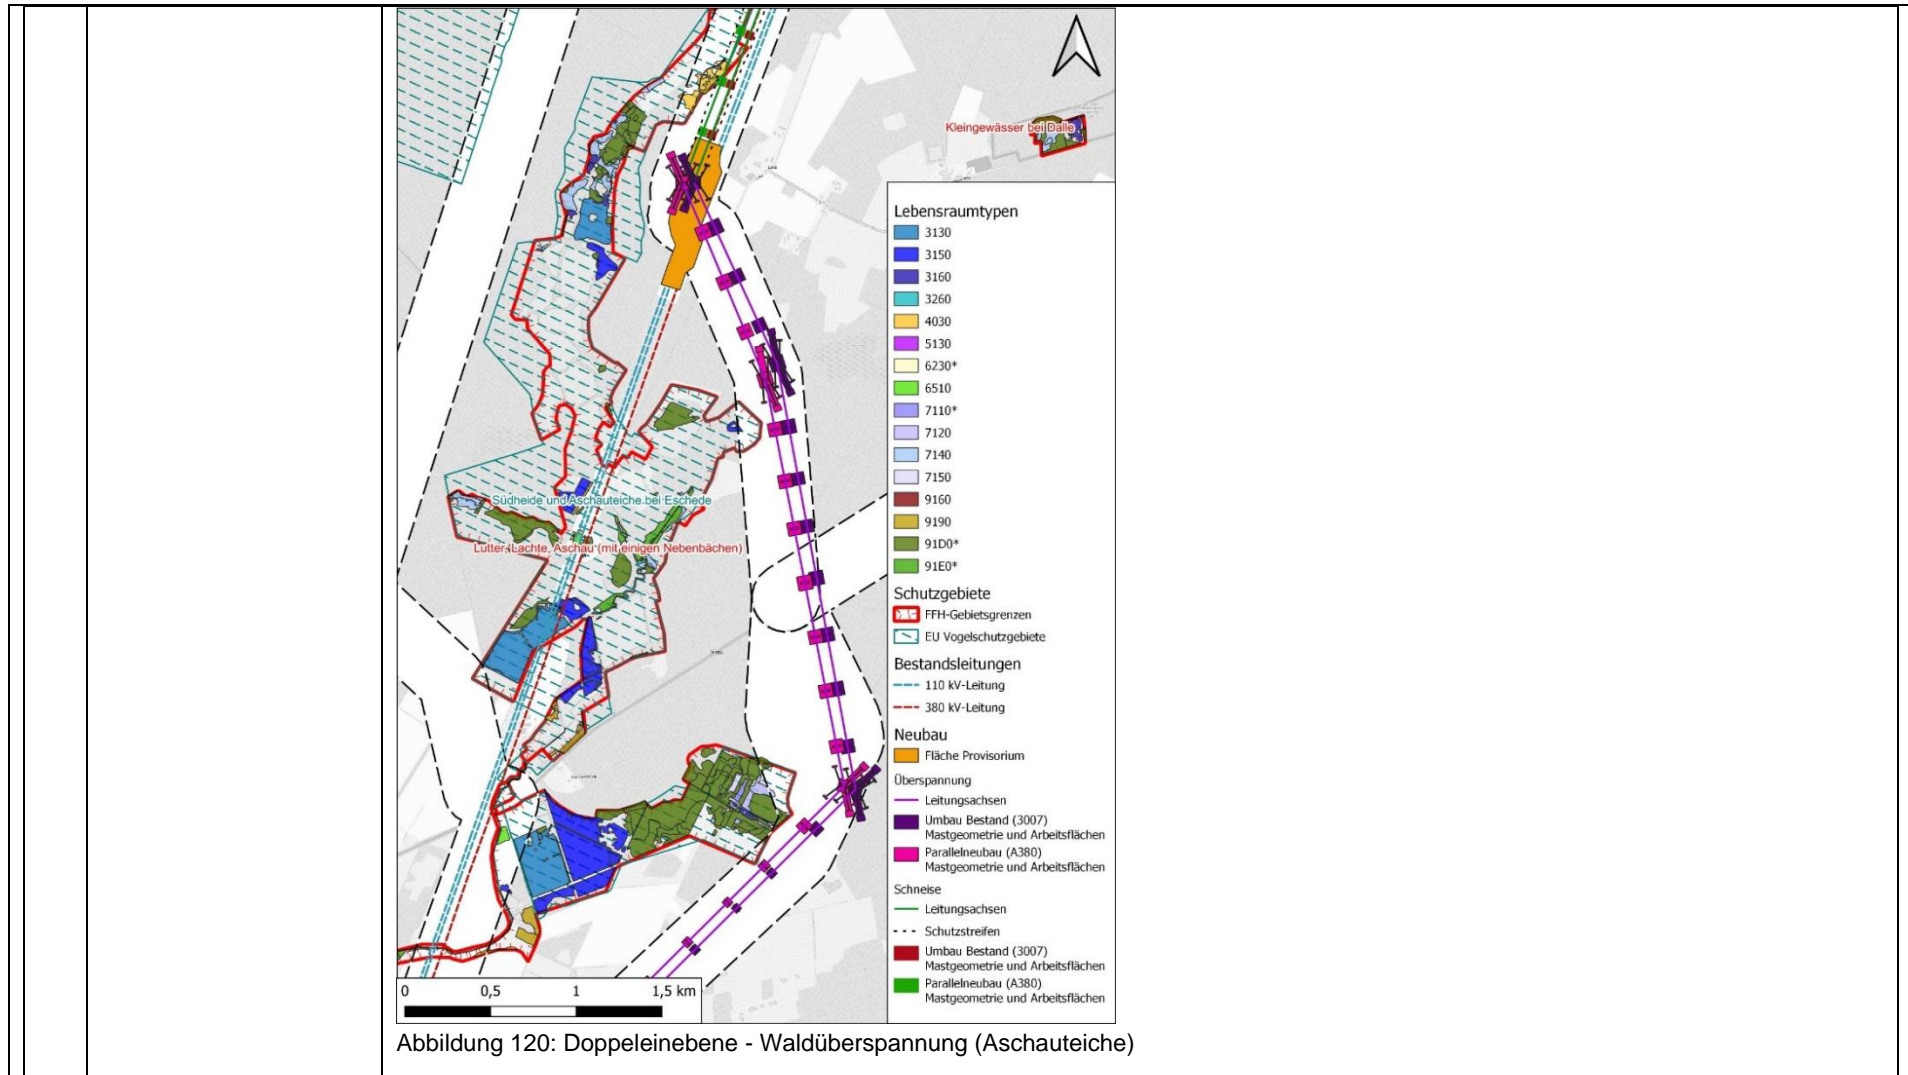 Kleingewässer bei Dalle
Südheide und Aschauteiche bei Eschede
Lutter, Lachte, Aschau (mit einigen Nebenbächen)
Lebensraumtypen
3130
3150
3160
3260
4030
5130
6230*
6510
7110*
7120
7140
7150
9160
9190
91D0*
91E0*
Schutzgebiete
FFH-Gebietsgrenzen
EU Vogelschutzgebiete
Bestandsleitungen
110 kV-Leitung
380 kV-Leitung
Neubau
Fläche Provisorium
Überspannung
Leitungsachsen
Umbau Bestand (3007)
Mastgeometrie und Arbeitsflächen
Parallelneubau (A380)
Mastgeometrie und Arbeitsflächen
Schneise
Leitungsachsen
Schutzstreifen
Umbau Bestand (3007)
Mastgeometrie und Arbeitsflächen
Parallelneubau (A380)
Mastgeometrie und Arbeitsflächen
0 0,5 1 1,5 km
Abbildung 120: Doppeleinebene - Waldüberspannung (Aschauteiche)